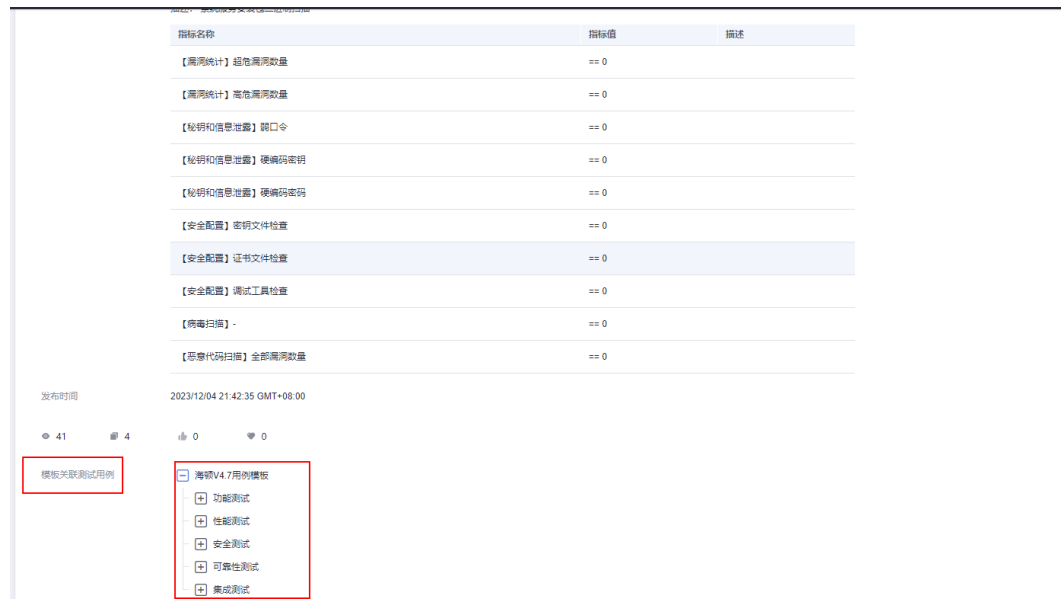 指标名称 指标值 描述
【漏洞统计】超危漏洞数量 == 0
【漏洞统计】高危漏洞数量 == 0
【秘钥和信息泄露】弱口令 == 0
【秘钥和信息泄露】硬编码密钥 == 0
【秘钥和信息泄露】硬编码密码 == 0
【安全配置】密钥文件检查 == 0
【安全配置】证书文件检查 == 0
【安全配置】调试工具检查 == 0
【病毒扫描】- == 0
【恶意代码扫描】全部漏洞数量 == 0
发布时间 2023/12/04 21:42:35 GMT+08:00
41 4 0 0
模板关联测试用例 海顿V4.7用例模板
功能测试
性能测试
安全测试
可靠性测试
集成测试